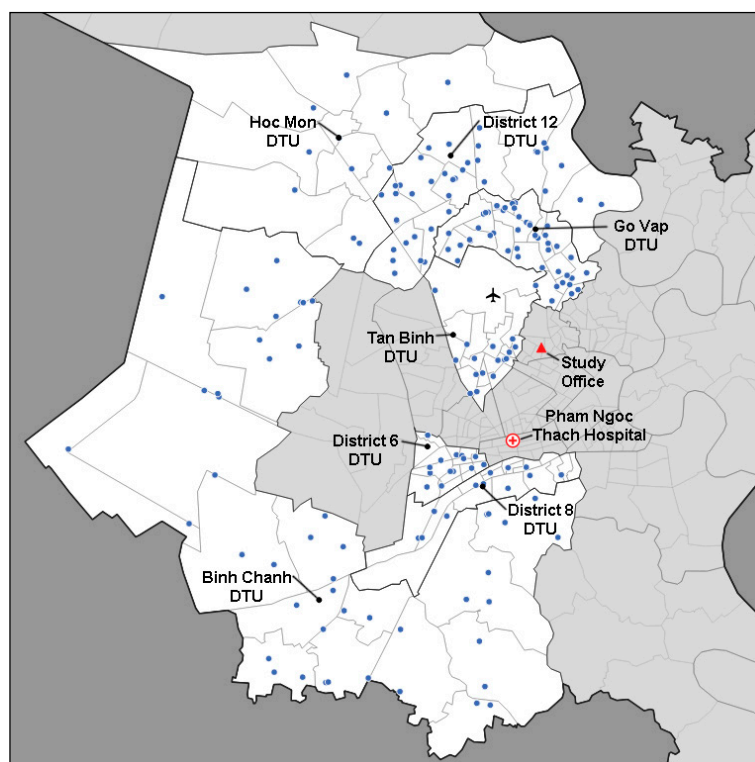 Hoc Mon
DTU
District 12
DTU
Go Vap
DTU
Tan Binh
DTU
Study
Office
Pham Ngoc
Thach Hospital
District 6
DTU
District 8
DTU
Binh Chanh
DTU